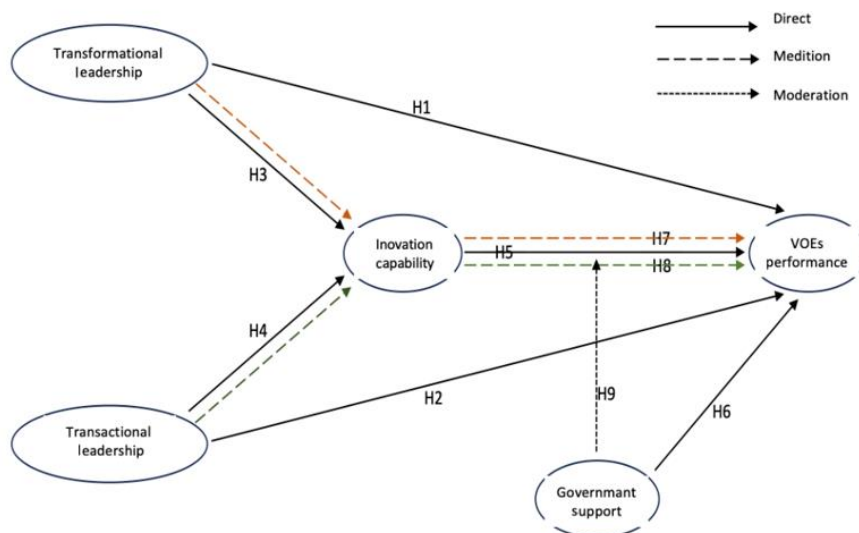 Transformational
leadership
Direct
Medition
Moderation
H1
H3
Inovation
capability
H7
H5
H8
VOEs
performance
H4
H9
H2
H6
Transactional
leadership
Governmant
support